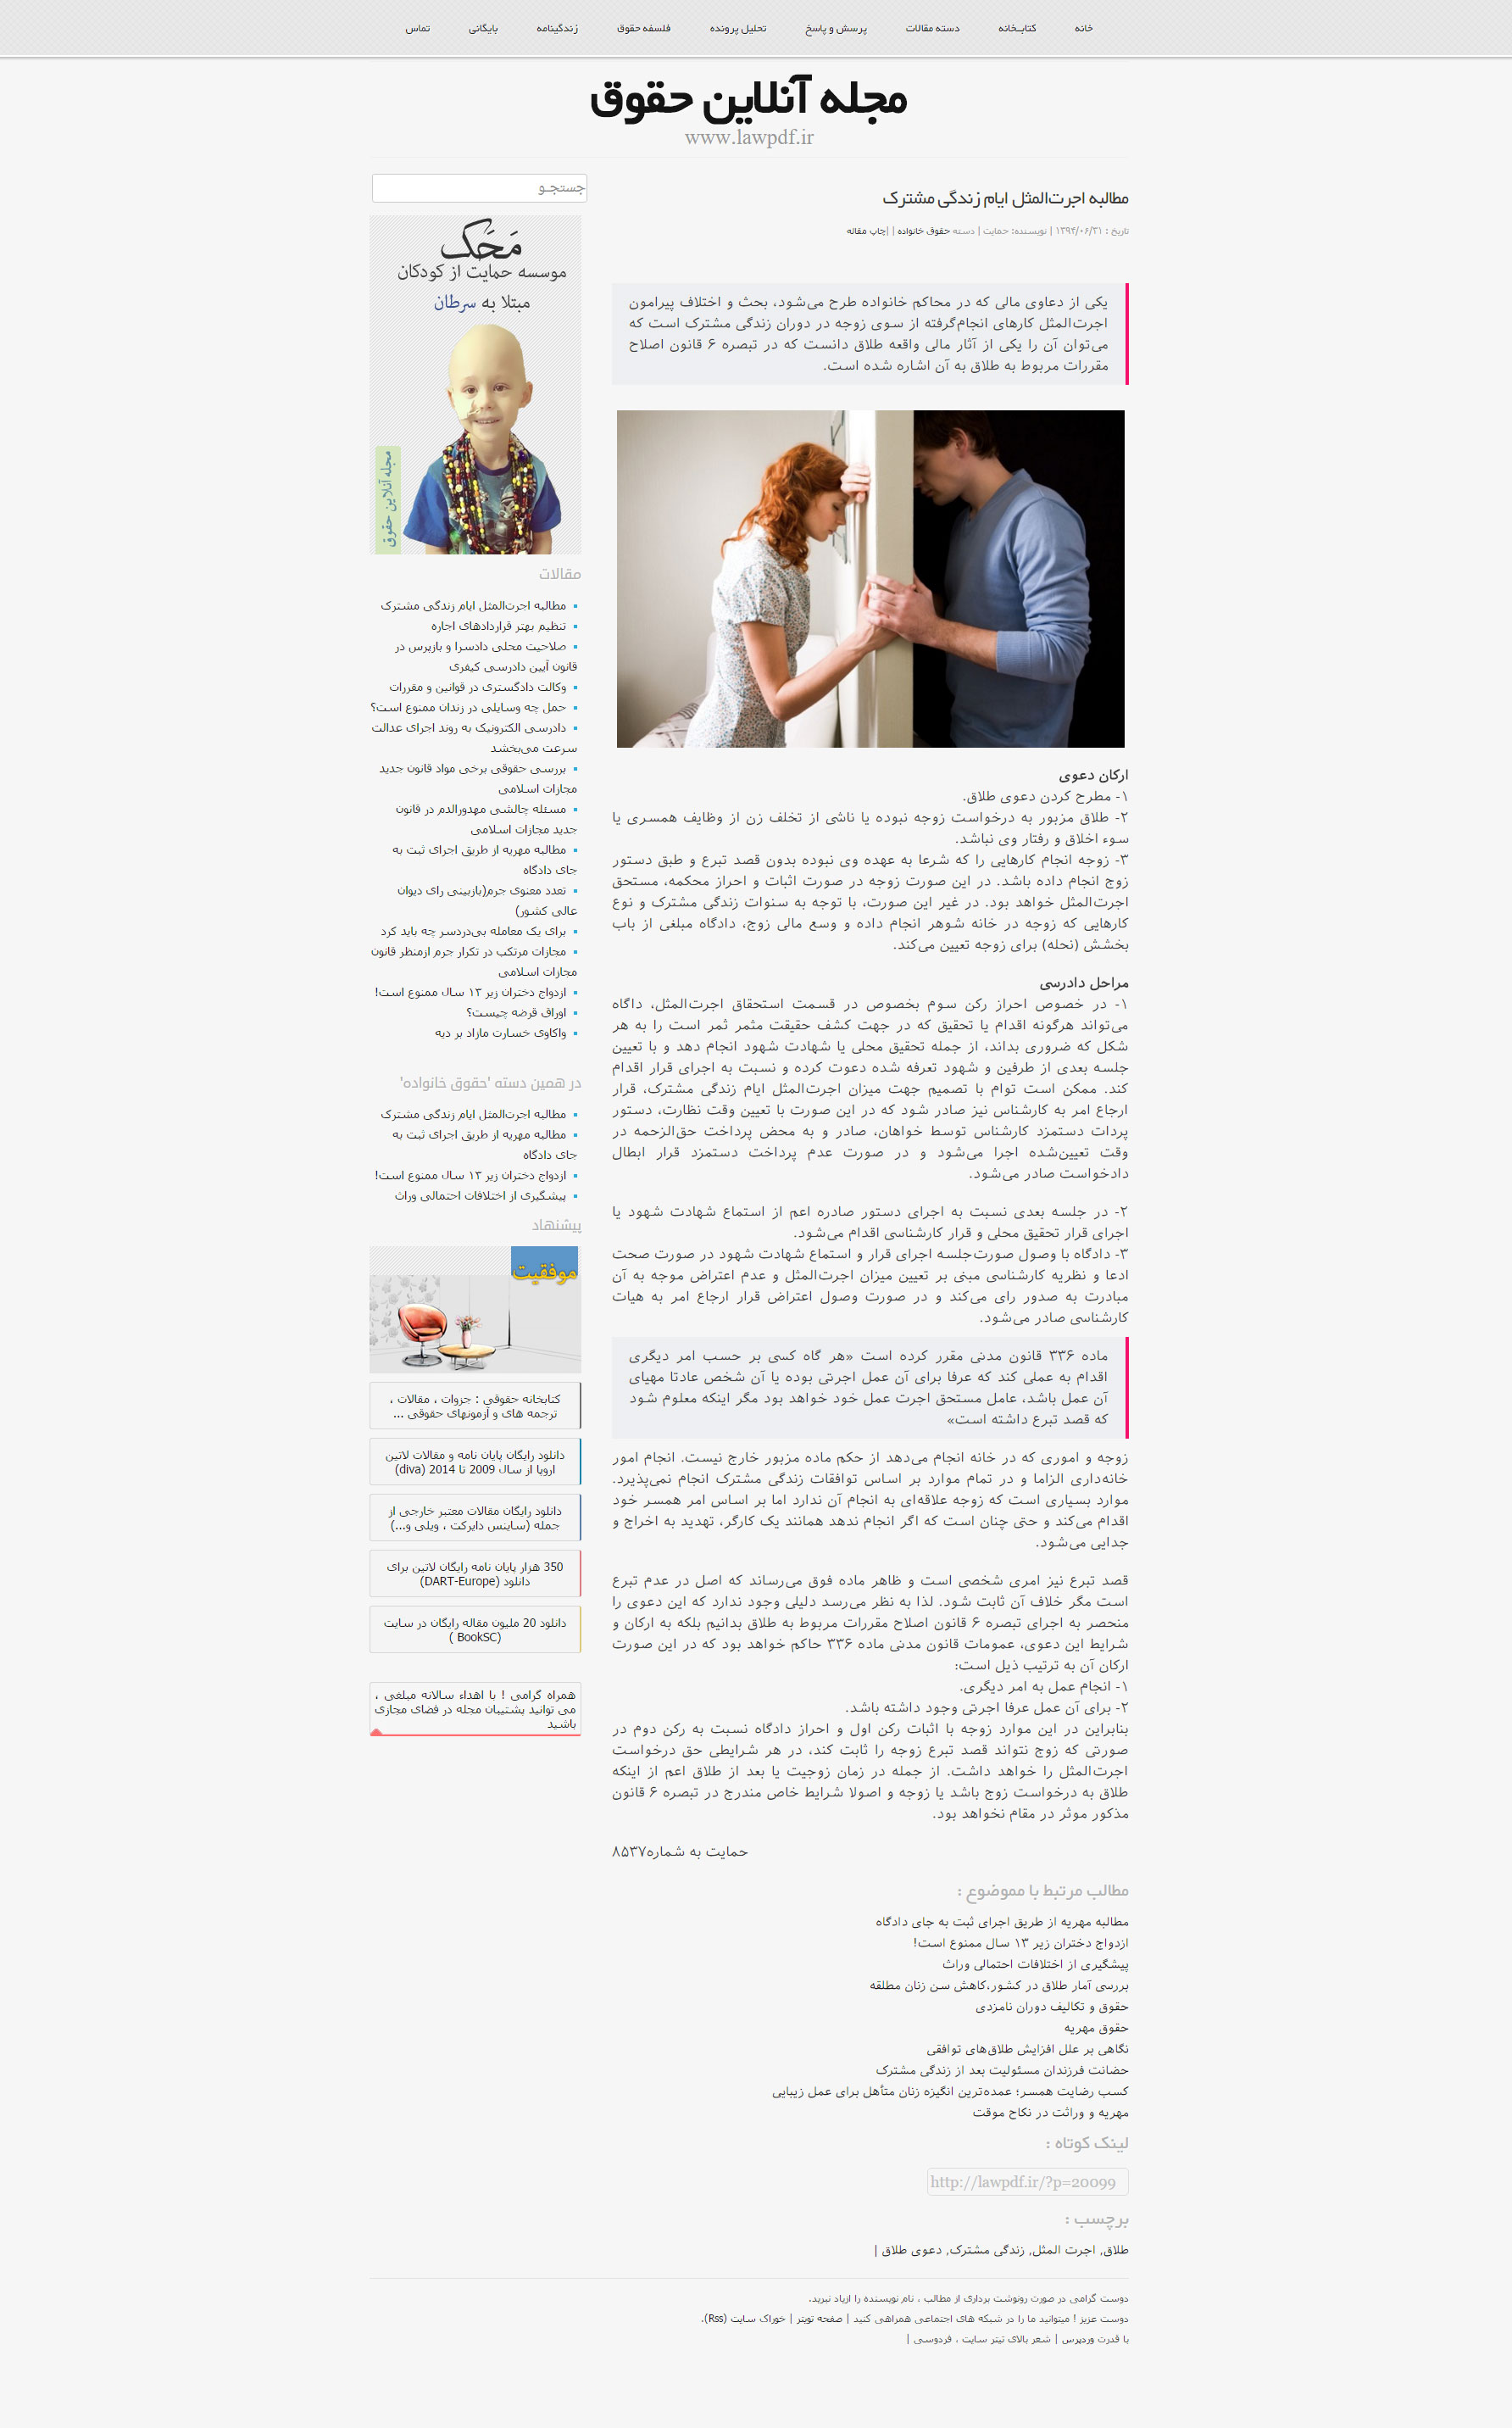 خانه
کتابـخانه
دسته مقالات
پرسش و پاسخ
تحلیل پرونده
فلسفه حقوق
زندگینامه
بایگانی
تماس
مجله آنلاین حقوق
www.lawpdf.ir
مطالبه اجرت‌المثل ایام زندگی مشترک
تاریخ : ۱۳۹۴/۰۶/۳۱ | نویسنده: حمایت | دسته حقوق خانواده | |چاپ مقاله
یکی از دعاوی مالی که در محاکم خانواده طرح می‌شود، بحث و اختلاف پیرامون
اجرت‌المثل کارهای انجام‌گرفته از سوی زوجه در دوران زندگی مشترک است که
می‌توان آن را یکی از آثار مالی واقعه طلاق دانست که در تبصره ۶ قانون اصلاح
مقررات مربوط به طلاق به آن اشاره شده است.
ارکان دعوی
۱- مطرح کردن دعوی طلاق.
۲- طلاق مزبور به درخواست زوجه نبوده یا ناشی از تخلف زن از وظایف همسری یا
سوء اخلاق و رفتار وی نباشد.
۳- زوجه انجام کارهایی را که شرعا به عهده وی نبوده بدون قصد تبرع و طبق دستور
زوج انجام داده باشد. در این صورت زوجه در صورت اثبات و احراز محکمه، مستحق
اجرت‌المثل خواهد بود. در غیر این صورت، با توجه به سنوات زندگی مشترک و نوع
کارهایی که زوجه در خانه شوهر انجام داده و وسع مالی زوج، دادگاه مبلغی از باب
بخشش (نحله) برای زوجه تعیین می‌کند.
مراحل دادرسی
۱- در خصوص احراز رکن سوم بخصوص در قسمت استحقاق اجرت‌المثل، داگاه
می‌تواند هرگونه اقدام یا تحقیق که در جهت کشف حقیقت مثمر ثمر است را به هر
شکل که ضروری بداند، از جمله تحقیق محلی یا شهادت شهود انجام دهد و با تعیین
جلسه بعدی از طرفین و شهود تعرفه شده دعوت کرده و نسبت به اجرای قرار اقدام
کند. ممکن است توام با تصمیم جهت میزان اجرت‌المثل ایام زندگی مشترک، قرار
ارجاع امر به کارشناس نیز صادر شود که در این صورت با تعیین وقت نظارت، دستور
پردات دستمزد کارشناس توسط خواهان، صادر و به محض پرداخت حق‌الزحمه در
وقت تعیین‌شده اجرا می‌شود و در صورت عدم پرداخت دستمزد قرار ابطال
دادخواست صادر می‌شود.
۲- در جلسه بعدی نسبت به اجرای دستور صادره اعم از استماع شهادت شهود یا
اجرای قرار تحقیق محلی و قرار کارشناسی اقدام می‌شود.
۳- دادگاه با وصول صورت‌جلسه اجرای قرار و استماع شهادت شهود در صورت صحت
ادعا و نظریه کارشناسی مبنی بر تعیین میزان اجرت‌المثل و عدم اعتراض موجه به آن
مبادرت به صدور رای می‌کند و در صورت وصول اعتراض قرار ارجاع امر به هیات
کارشناسی صادر می‌شود.
ماده ۳۳۶ قانون مدنی مقرر کرده است «هر گاه کسی بر حسب امر دیگری
اقدام به عملی کند که عرفا برای آن عمل اجرتی بوده یا آن شخص عادتا مهیای
آن عمل باشد، عامل مستحق اجرت عمل خود خواهد بود مگر اینکه معلوم شود
که قصد تبرع داشته است»
زوجه و اموری که در خانه انجام می‌دهد از حکم ماده مزبور خارج نیست. انجام امور
خانه‌داری الزاما و در تمام موارد بر اساس توافقات زندگی مشترک انجام نمی‌پذیرد.
موارد بسیاری است که زوجه علاقه‌ای به انجام آن ندارد اما بر اساس امر همسر خود
اقدام می‌کند و حتی چنان است که اگر انجام ندهد همانند یک کارگر، تهدید به اخراج و
جدایی می‌شود.
قصد تبرع نیز امری شخصی است و ظاهر ماده فوق می‌رساند که اصل در عدم تبرع
است مگر خلاف آن ثابت شود. لذا به نظر می‌رسد دلیلی وجود ندارد که این دعوی را
منحصر به اجرای تبصره ۶ قانون اصلاح مقررات مربوط به طلاق بدانیم بلکه به ارکان و
شرایط این دعوی، عمومات قانون مدنی ماده ۳۳۶ حاکم خواهد بود که در این صورت
ارکان آن به ترتیب ذیل است:
۱- انجام عمل به امر دیگری.
۲- برای آن عمل عرفا اجرتی وجود داشته باشد.
بنابراین در این موارد زوجه با اثبات رکن اول و احراز دادگاه نسبت به رکن دوم در
صورتی که زوج نتواند قصد تبرع زوجه را ثابت کند، در هر شرایطی حق درخواست
اجرت‌المثل را خواهد داشت. از جمله در زمان زوجیت یا بعد از طلاق اعم از اینکه
طلاق به درخواست زوج باشد یا زوجه و اصولا شرایط خاص مندرج در تبصره ۶ قانون
مذکور موثر در مقام نخواهد بود.
حمایت به شماره۸۵۳۷
مطالب مرتبط با مموضوع :
مطالبه مهریه از طریق اجرای ثبت به جای دادگاه
ازدواج دختران زیر ۱۳ سال ممنوع است!
پیشگیری از اختلافات احتمالی وراث
بررسی آمار طلاق در کشور،کاهش سن زنان مطلقه
حقوق و تکالیف دوران نامزدی
حقوق مهریه
نگاهی بر علل افزایش طلاق‌های توافقی
حضانت فرزندان مسئولیت بعد از زندگی مشترک
کسب رضایت همسر؛ عمده‌ترین انگیزه زنان متأهل برای عمل زیبایی
مهریه و وراثت در نکاح موقت
لینک کوتاه :
http://lawpdf.ir/?p=20099
برچسب :
طلاق, اجرت المثل, زندگی مشترک, دعوی طلاق |
جستجـو
مَحَک
موسسه حمایت از کودکان
مبتلا به سرطان
مجله آنلاین حقوق
مقالات
مطالبه اجرت‌المثل ایام زندگی مشترک
تنظیم بهتر قراردادهای اجاره
صلاحیت محلی دادسرا و بازپرس در
قانون آیین دادرسی کیفری
وکالت دادگستری در قوانین و مقررات
حمل چه وسایلی در زندان ممنوع است؟
دادرسی الکترونیک به روند اجرای عدالت
سرعت می‌بخشد
بررسی حقوقی برخی مواد قانون جدید
مجازات اسلامی
مسئله چالشی مهدورالدم در قانون
جدید مجازات اسلامی
مطالبه مهریه از طریق اجرای ثبت به
جای دادگاه
تعدد معنوی جرم(بازبینی رای دیوان
عالی کشور)
برای یک معامله بی‌دردسر چه باید کرد
مجازات مرتکب در تکرار جرم ازمنظر قانون
مجازات اسلامی
ازدواج دختران زیر ۱۳ سال ممنوع است!
اوراق قرضه چیست؟
واکاوی خسارت مازاد بر دیه
در همین دسته 'حقوق خانواده'
مطالبه اجرت‌المثل ایام زندگی مشترک
مطالبه مهریه از طریق اجرای ثبت به
جای دادگاه
ازدواج دختران زیر ۱۳ سال ممنوع است!
پیشگیری از اختلافات احتمالی وراث
پیشنهاد
موفقیت
کتابخانه حقوقی : جزوات ، مقالات ،
ترجمه های و آزمونهای حقوقی ...
دانلود رایگان پایان نامه و مقالات لاتین
اروپا از سال 2009 تا 2014 (diva)
دانلود رایگان مقالات معتبر خارجی از
جمله (ساینس دایرکت ، ویلی و...)
350 هزار پایان نامه رایگان لاتین برای
دانلود (DART-Europe)
دانلود 20 ملیون مقاله رایگان در سایت
( BookSC)
همراه گرامی ! با اهداء سالانه مبلغی ،
می توانید پشتیبان مجله در فضای مجازی
باشید
دوست گرامی در صورت رونوشت برداری از مطالب ، نام نویسنده را ازیاد نبرید.
دوست عزیز ! میتوانید ما را در شبکه های اجتماعی همراهی کنید | صفحه تویتر | خوراک سایت (Rss).
با قدرت وردپرس | شعر بالای تیتر سایت ، فردوسی |